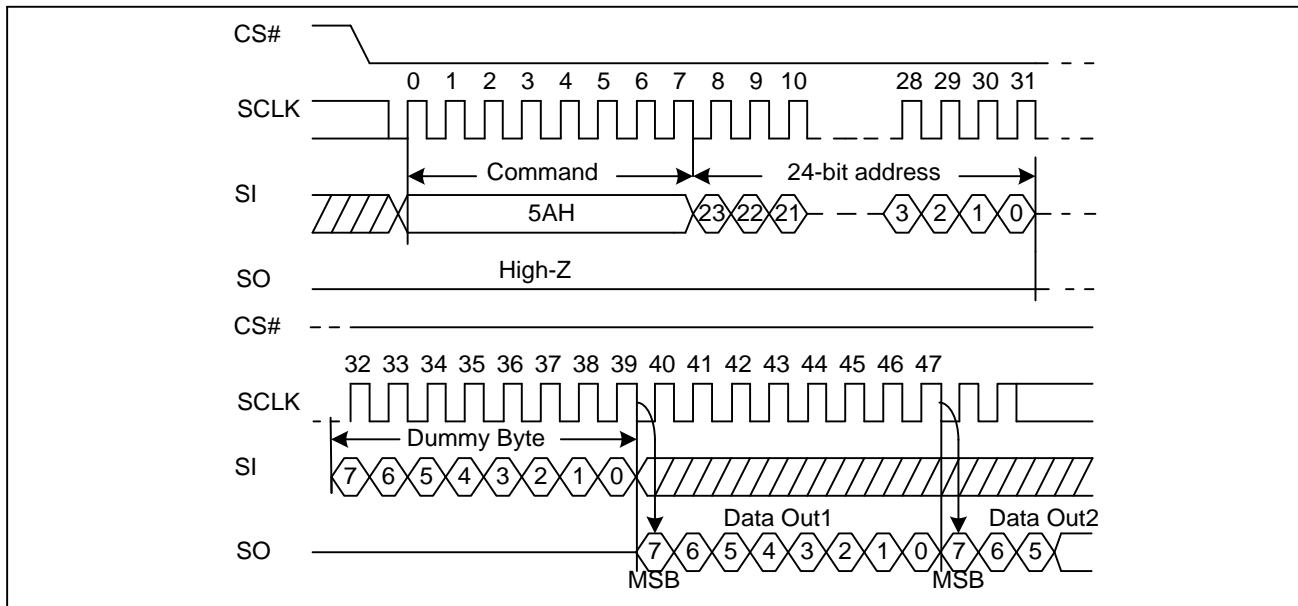 CS#
0 1 2 3 4 5 6 7 8 9 10 28 29 30 31
SCLK
Command 24-bit address
SI
5AH 23 22 21 3 2 1 0
High-Z
SO
CS#
32 33 34 35 36 37 38 39 40 41 42 43 44 45 46 47
SCLK
Dummy Byte
SI
7 6 5 4 3 2 1 0
Data Out1 Data Out2
SO
7 6 5 4 3 2 1 0 7 6 5
MSB MSB